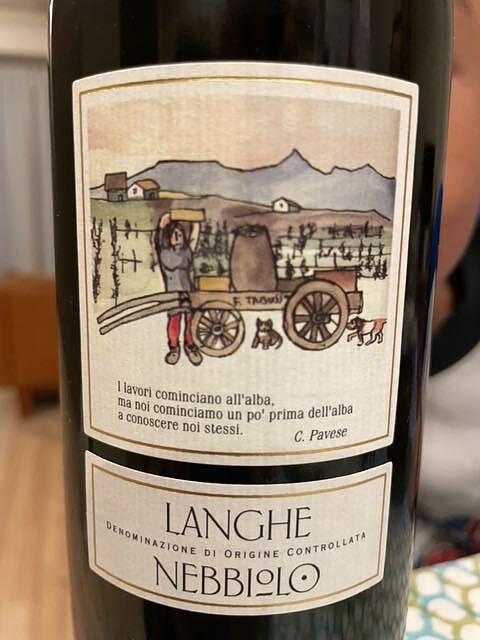 F. TABUSSO
I lavori cominciano all'alba,
ma noi cominciamo un po' prima dell'alba
a conoscere noi stessi.
C. Pavese
LANGHE
DENOMINAZIONE DI ORIGINE CONTROLLATA
NEBBIOLO